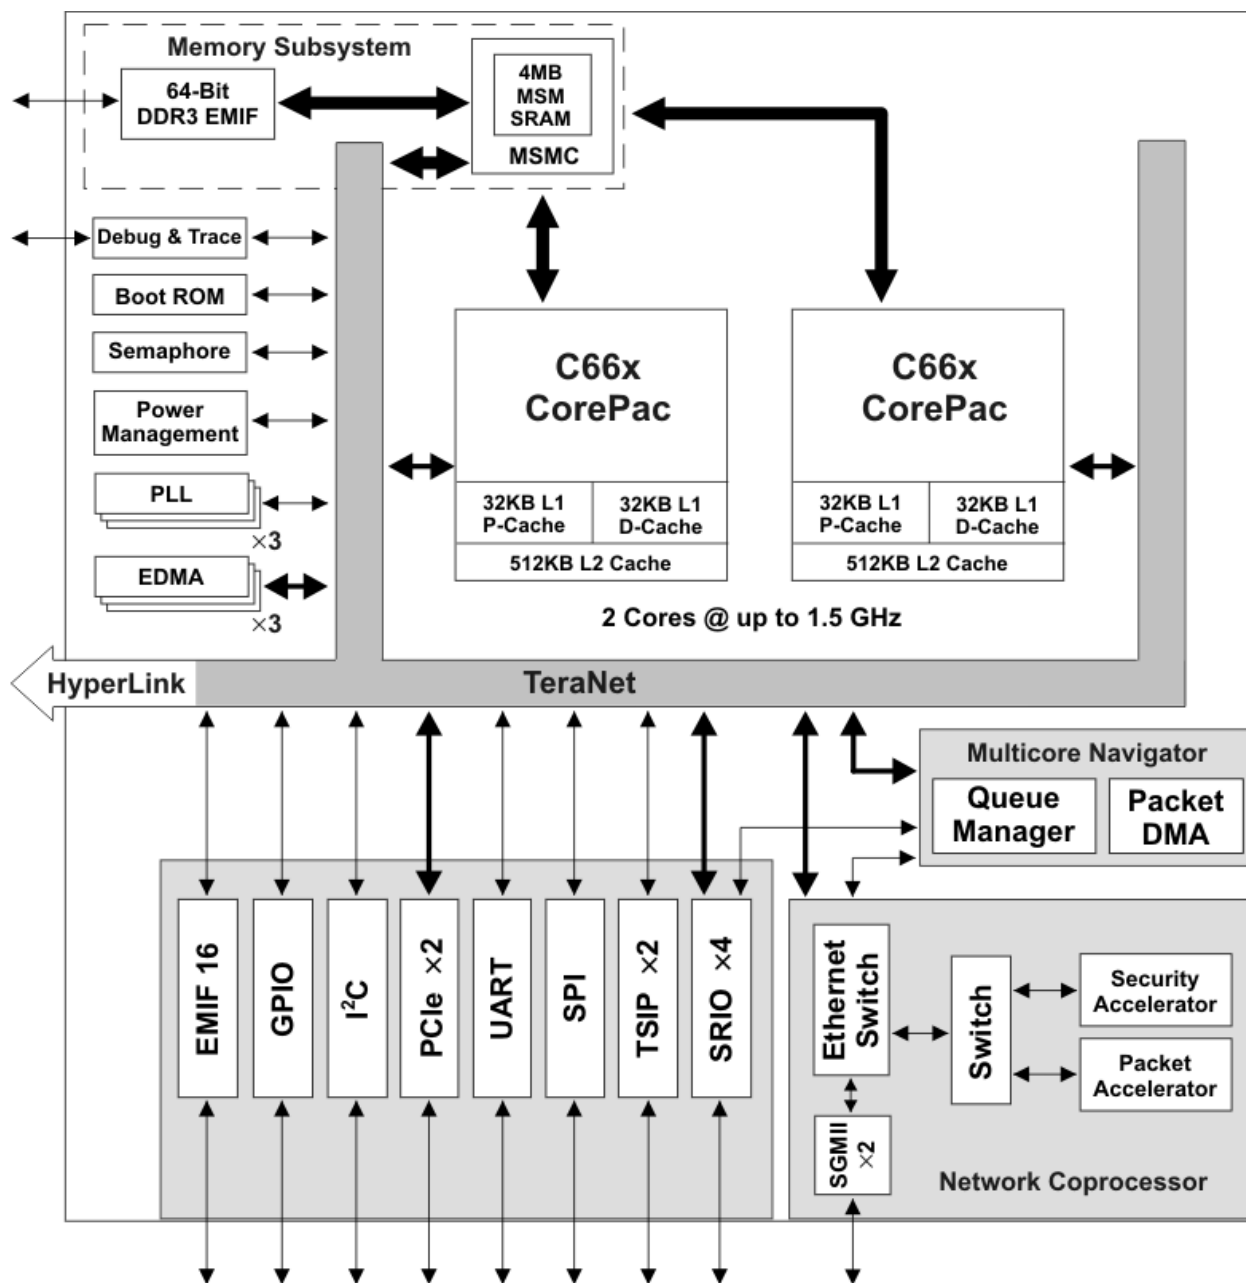 Memory Subsystem
64-Bit
DDR3 EMIF
4MB
MSM
SRAM
MSMC
Debug & Trace
Boot ROM
Semaphore
Power
Management
PLL
×3
EDMA
×3
C66x
CorePac
32KB L1
P-Cache
32KB L1
D-Cache
512KB L2 Cache
C66x
CorePac
32KB L1
P-Cache
32KB L1
D-Cache
512KB L2 Cache
2 Cores @ up to 1.5 GHz
HyperLink
TeraNet
Multicore Navigator
Queue
Manager
Packet
DMA
EMIF 16
GPIO
I²C
PCIe ×2
UART
SPI
TSIP ×2
SRIO ×4
Ethernet
Switch
Switch
Security
Accelerator
Packet
Accelerator
SGMII
×2
Network Coprocessor